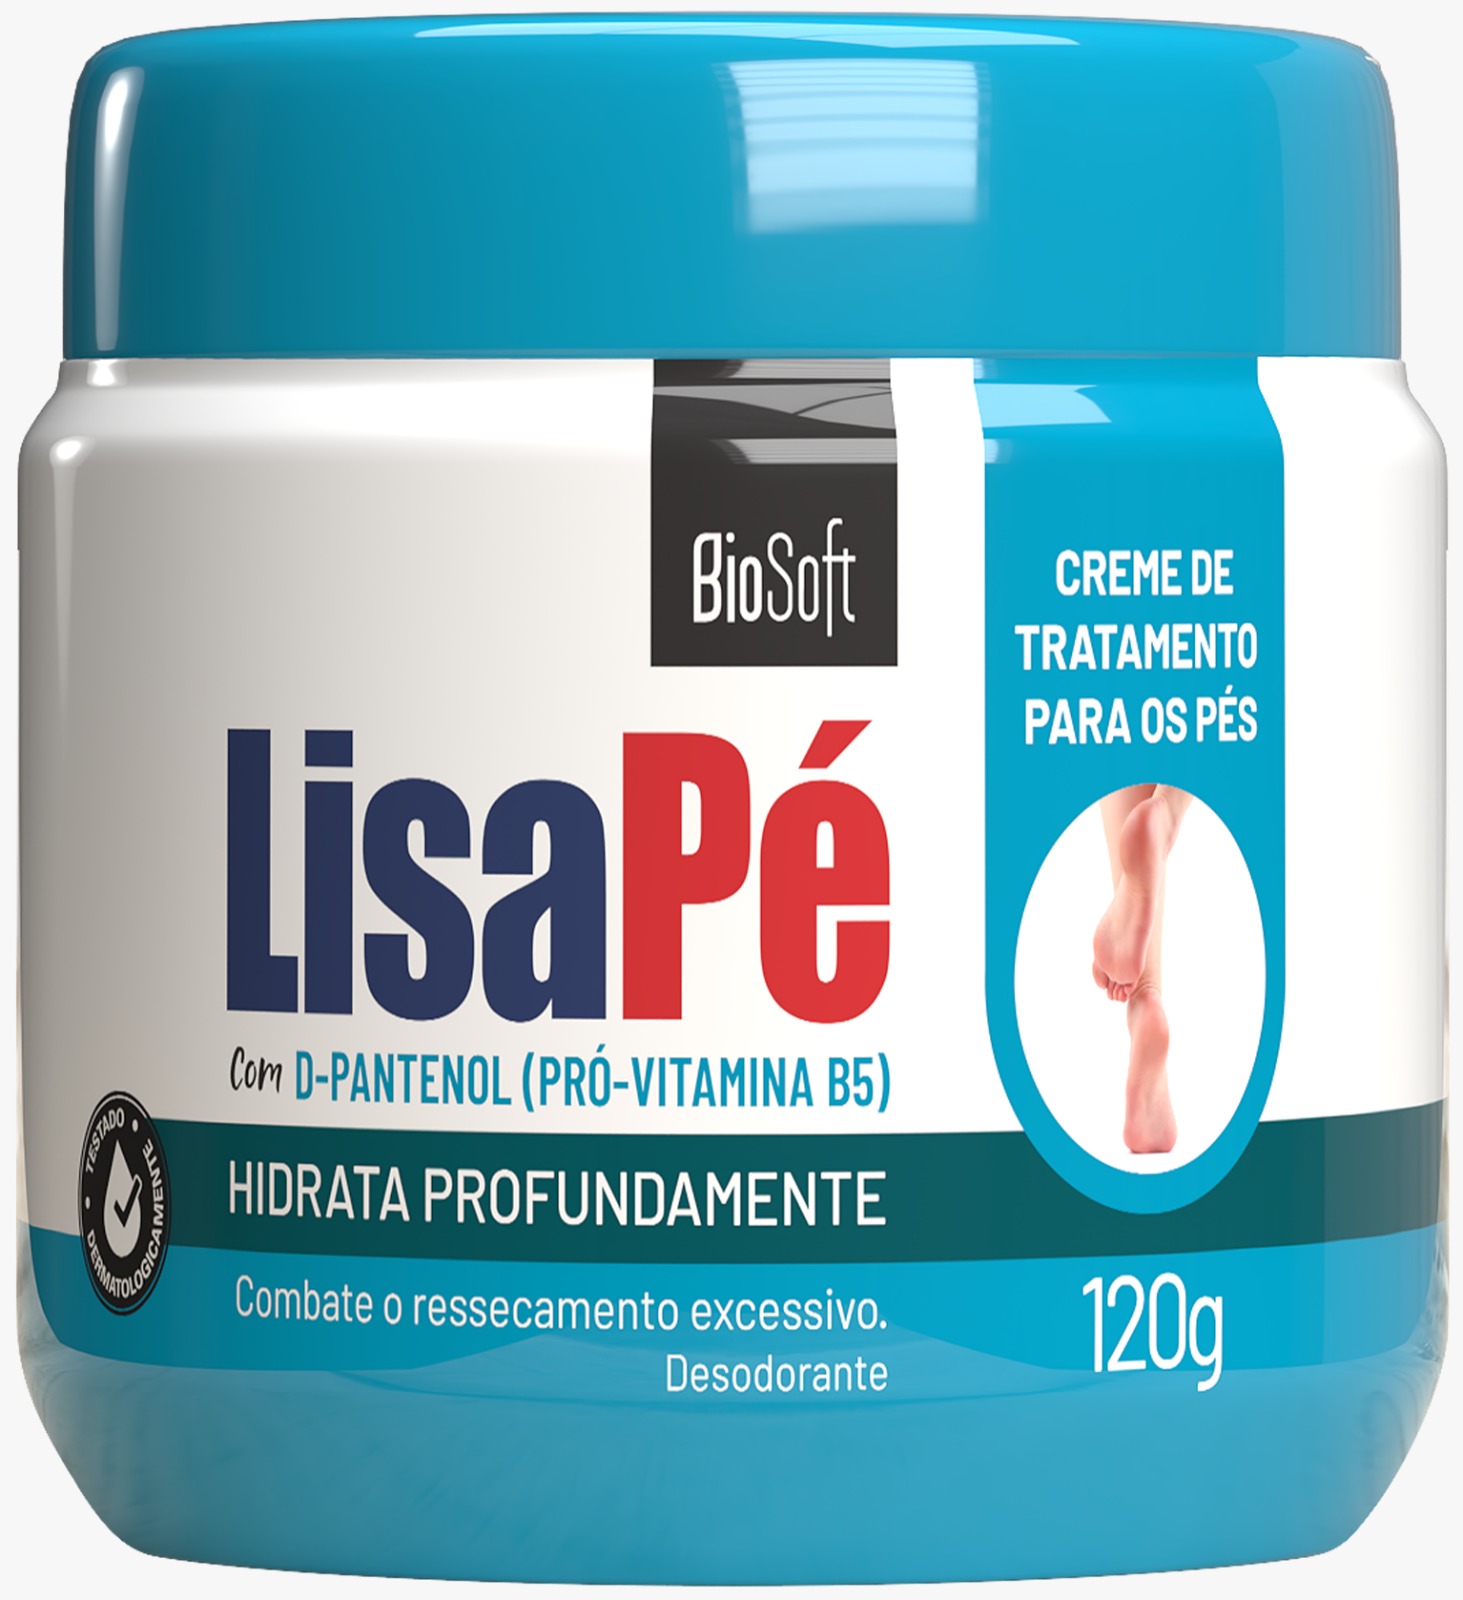 BioSoft
CREME DE
TRATAMENTO
PARA OS PÉS
LisaPé
Com D-PANTENOL (PRÓ-VITAMINA B5)
TESTADO
DERMATOLOGICAMENTE
HIDRATA PROFUNDAMENTE
Combate o ressecamento excessivo.
Desodorante
120g